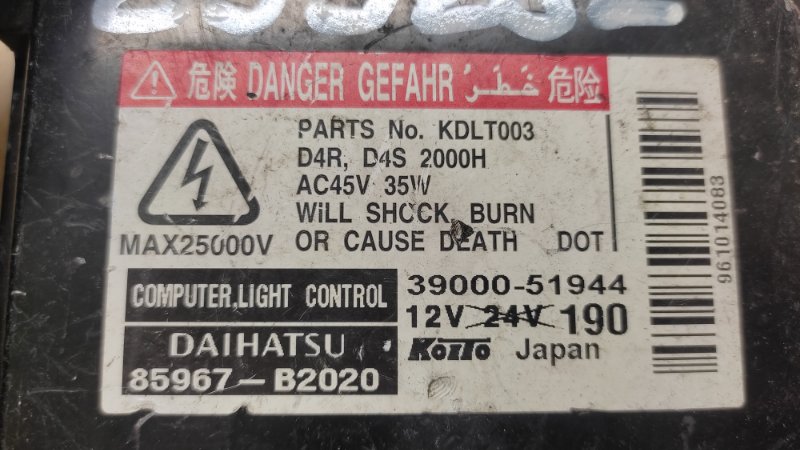 危険 DANGER GEFAHR خَطَرْ 危险
PARTS No. KDLT003
D4R, D4S 2000H
AC45V 35W
WiLL SHOCK, BURN
OR CAUSE DEATH DOT
MAX25000V
961014083
COMPUTER,LIGHT CONTROL
39000-51944
12V 24V 190
DAIHATSU
KOITO Japan
85967-B2020